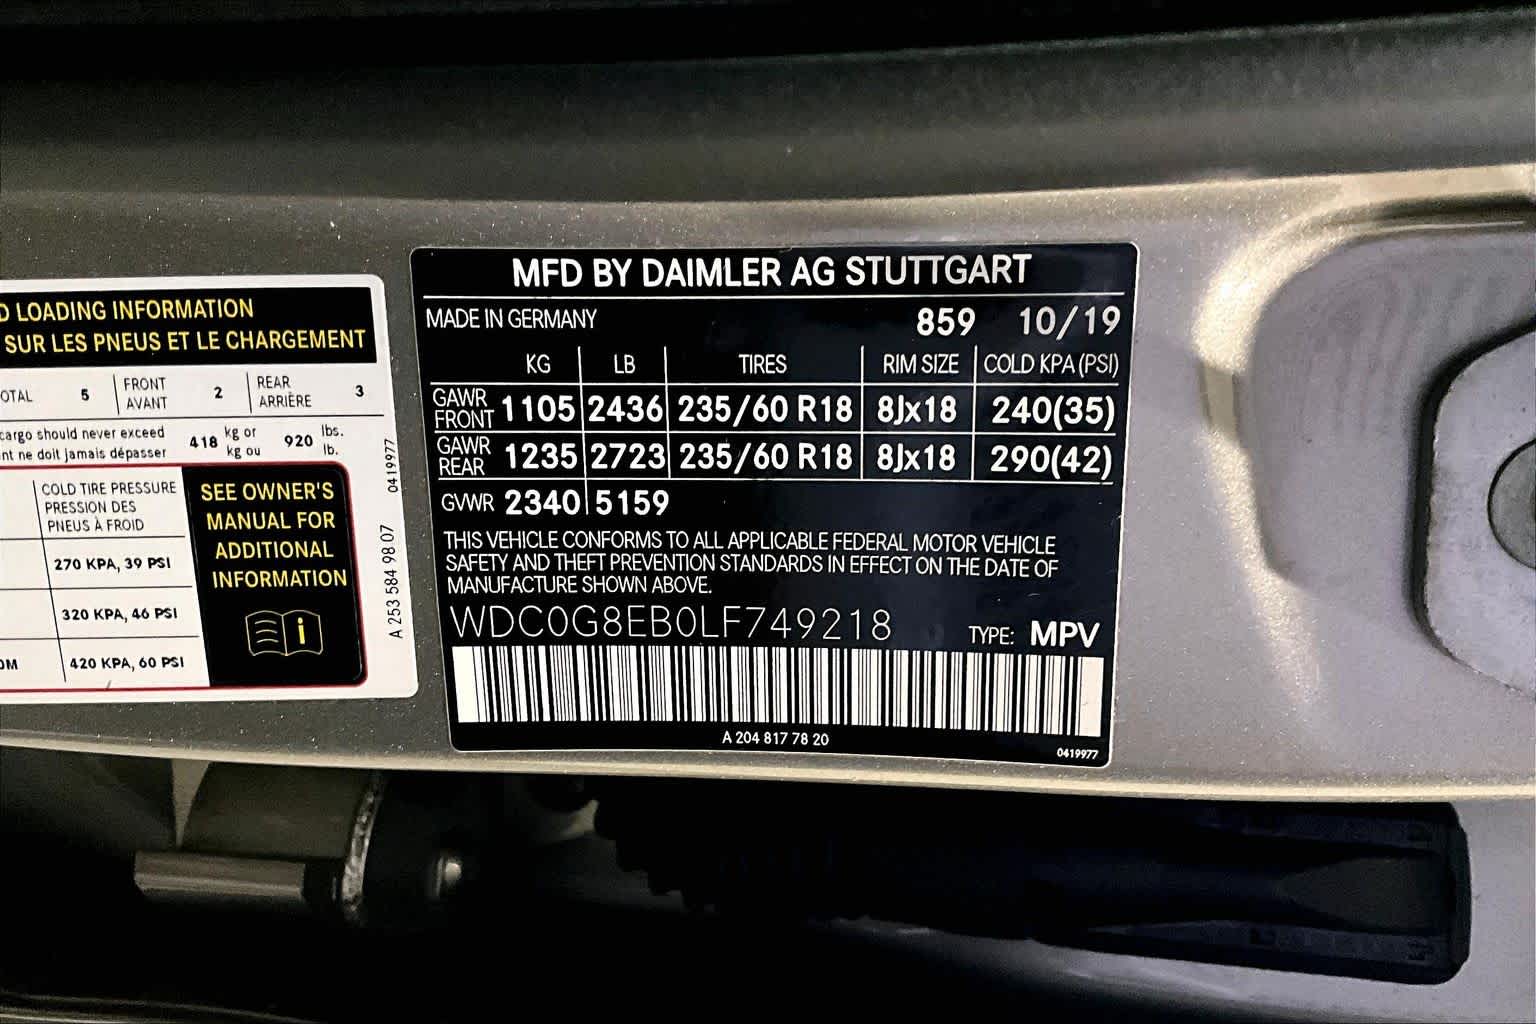 D LOADING INFORMATION
SUR LES PNEUS ET LE CHARGEMENT
OTAL 5 FRONT AVANT 2 REAR ARRIÈRE 3
cargo should never exceed 418 kg or 920 lbs.
nt ne doit jamais dépasser kg ou lb.
COLD TIRE PRESSURE
PRESSION DES
PNEUS À FROID
270 KPA, 39 PSI
320 KPA, 46 PSI
OM 420 KPA, 60 PSI
SEE OWNER'S
MANUAL FOR
ADDITIONAL
INFORMATION
i
A 253 584 98 07 0419977
MFD BY DAIMLER AG STUTTGART
MADE IN GERMANY 859 10/19
KG LB TIRES RIM SIZE COLD KPA (PSI)
GAWR FRONT 1105 2436 235/60 R18 8Jx18 240(35)
GAWR REAR 1235 2723 235/60 R18 8Jx18 290(42)
GVWR 2340 5159
THIS VEHICLE CONFORMS TO ALL APPLICABLE FEDERAL MOTOR VEHICLE
SAFETY AND THEFT PREVENTION STANDARDS IN EFFECT ON THE DATE OF
MANUFACTURE SHOWN ABOVE.
WDC0G8EB0LF749218 TYPE: MPV
A 204 817 78 20 0419977